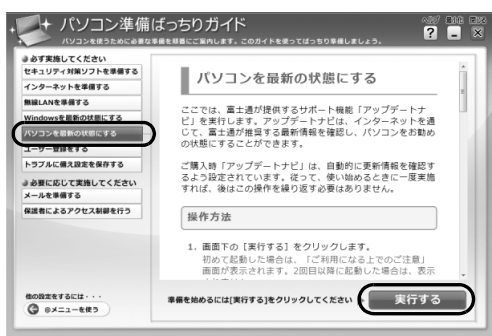 パソコン準備ばっちりガイド
パソコンを使うために必要な準備を順番にご案内します。このガイドを使ってばっちり準備しましょう。
ヘルプ 最小化 閉じる
必ず実施してください
セキュリティ対策ソフトを準備する
インターネットを準備する
無線LANを準備する
Windowsを最新の状態にする
パソコンを最新の状態にする
ユーザー登録をする
トラブルに備え設定を保存する
必要に応じて実施してください
メールを準備する
保護者によるアクセス制御を行う
他の設定をするには・・・
@メニューを使う
パソコンを最新の状態にする
ここでは、富士通が提供するサポート機能「アップデートナ
ビ」を実行します。アップデートナビは、インターネットを通
じて、富士通が推奨する最新情報を確認し、パソコンをお勧め
の状態にすることができます。
ご購入時「アップデートナビ」は、自動的に更新情報を確認す
るよう設定されています。従って、使い始めるときに一度実施
すれば、後はこの操作を繰り返す必要はありません。
操作方法
1. 画面下の［実行する］をクリックします。
初めて起動した場合は、「ご利用になる上でのご注意」
画面が表示されます。2回目以降に起動した場合は、表示
準備を始めるには[実行する]をクリックしてください
実行する